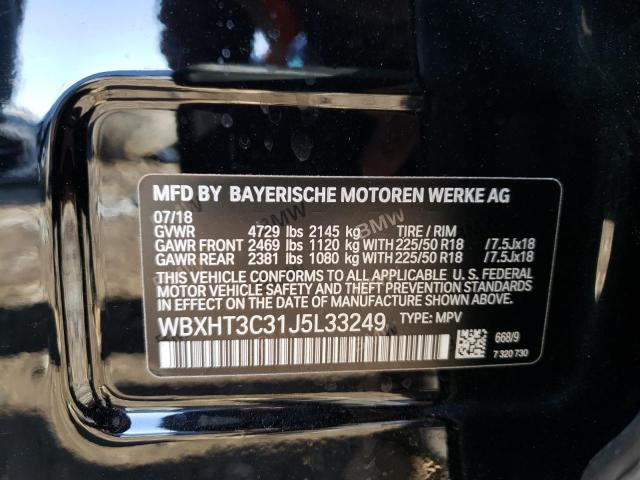 MFD BY BAYERISCHE MOTOREN WERKE AG
07/18
GVWR 4729 lbs 2145 kg TIRE / RIM
GAWR FRONT 2469 lbs 1120 kg WITH 225/50 R18 /7.5Jx18
GAWR REAR 2381 lbs 1080 kg WITH 225/50 R18 /7.5Jx18
THIS VEHICLE CONFORMS TO ALL APPLICABLE U. S. FEDERAL
MOTOR VEHICLE SAFETY AND THEFT PREVENTION STANDARDS
IN EFFECT ON THE DATE OF MANUFACTURE SHOWN ABOVE.
WBXHT3C31J5L33249 TYPE: MPV
668/9
7 320 730